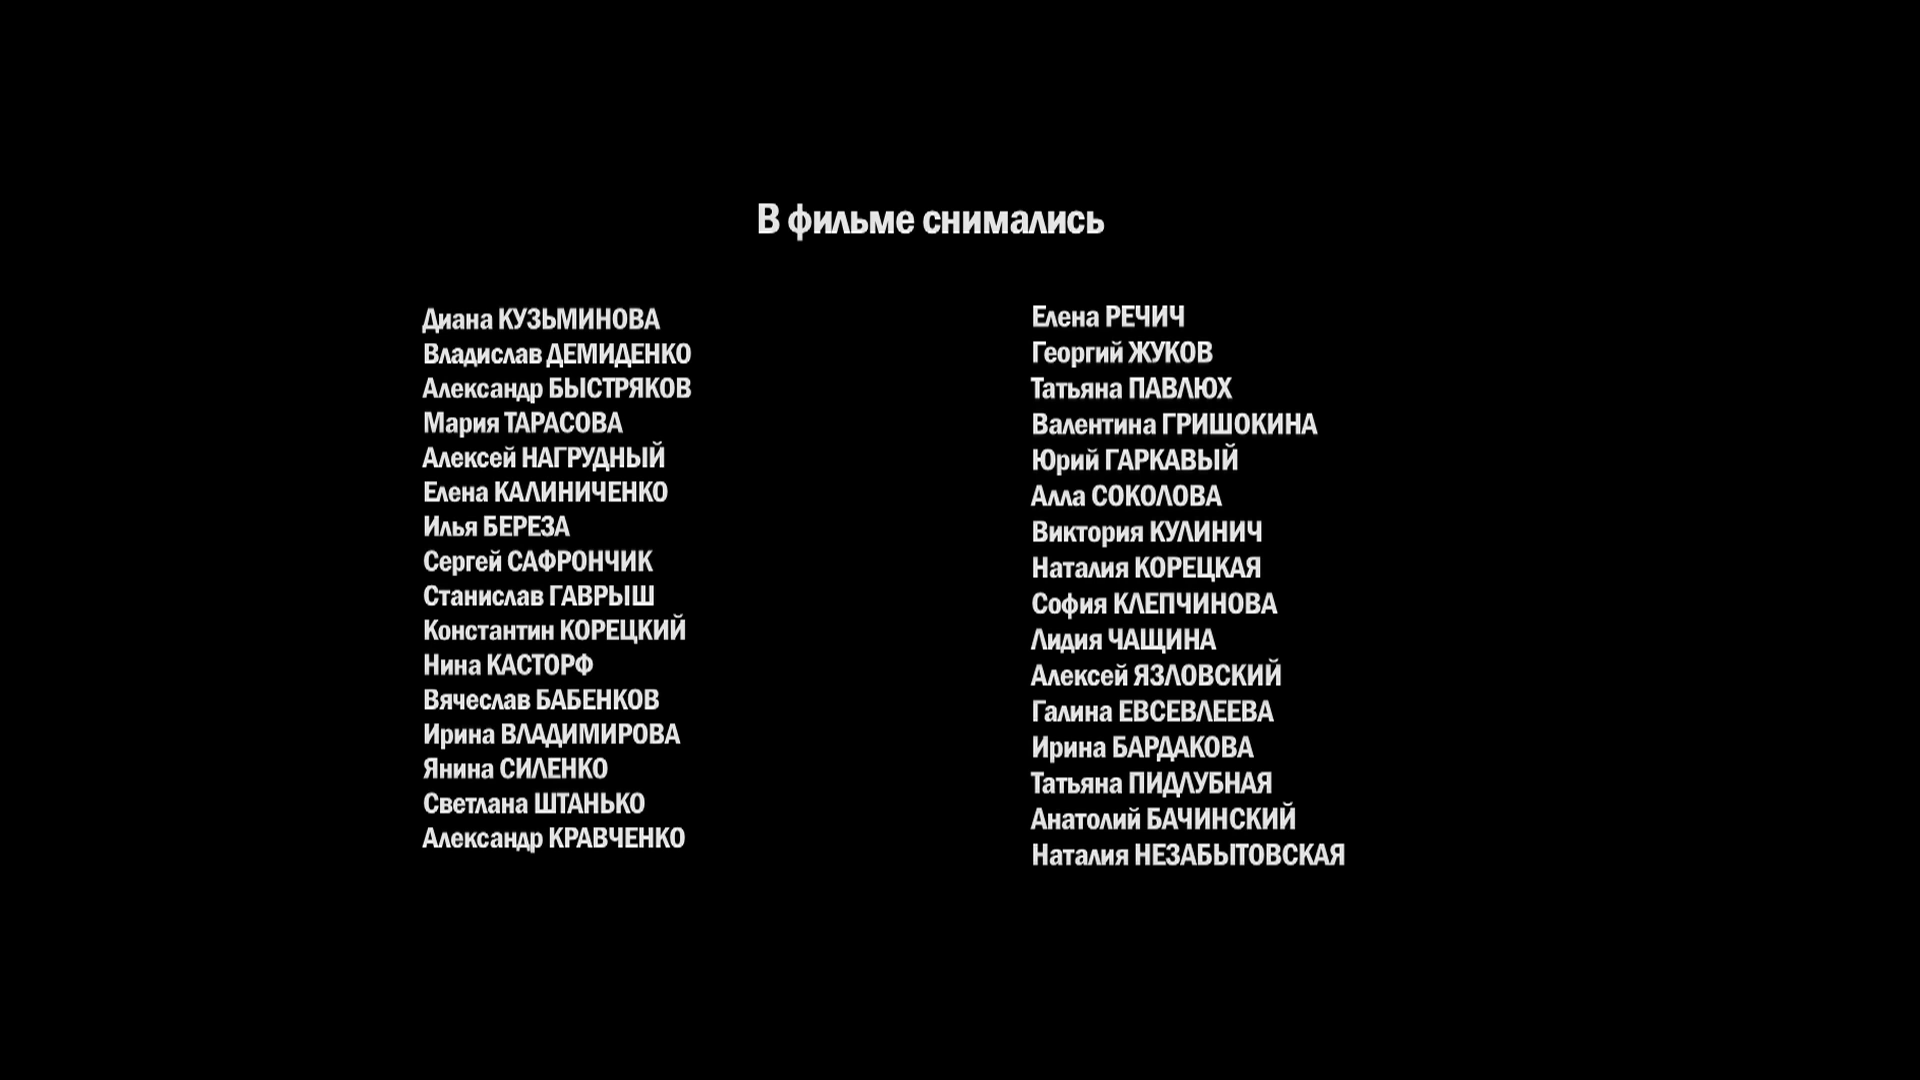 В фильме снимались
Диана КУЗЬМИНОВА
Владислав ДЕМИДЕНКО
Александр БЫСТРЯКОВ
Мария ТАРАСОВА
Алексей НАГРУДНЫЙ
Елена КАЛИНИЧЕНКО
Илья БЕРЕЗА
Сергей САФРОНЧИК
Станислав ГАВРЫШ
Константин КОРЕЦКИЙ
Нина КАСТОРФ
Вячеслав БАБЕНКОВ
Ирина ВЛАДИМИРОВА
Янина СИЛЕНКО
Светлана ШТАНЬКО
Александр КРАВЧЕНКО
Елена РЕЧИЧ
Георгий ЖУКОВ
Татьяна ПАВЛЮХ
Валентина ГРИШОКИНА
Юрий ГАРКАВЫЙ
Алла СОКОЛОВА
Виктория КУЛИНИЧ
Наталия КОРЕЦКАЯ
София КЛЕПЧИНОВА
Лидия ЧАЩИНА
Алексей ЯЗЛОВСКИЙ
Галина ЕВСЕВЛЕЕВА
Ирина БАРДАКОВА
Татьяна ПИДЛУБНАЯ
Анатолий БАЧИНСКИЙ
Наталия НЕЗАБЫТОВСКАЯ